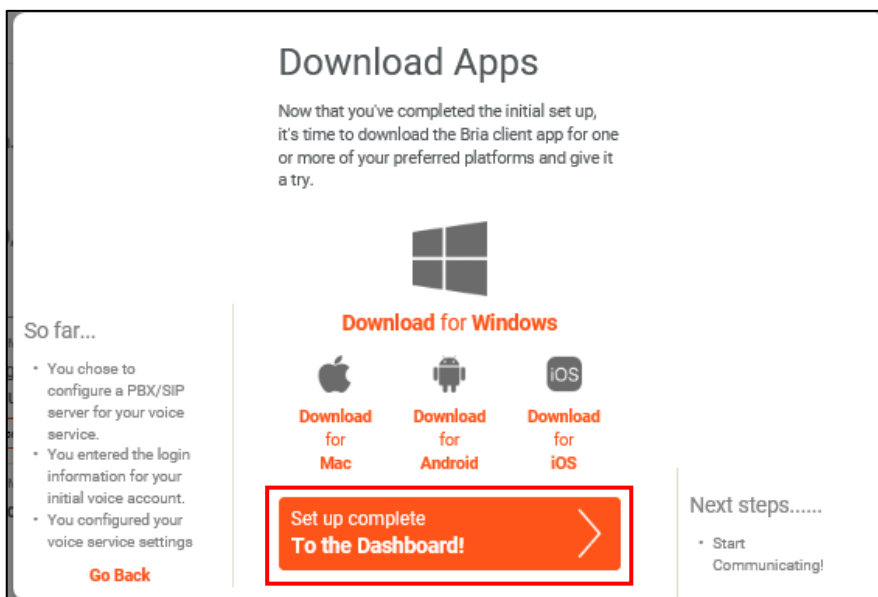 Download Apps
Now that you've completed the initial set up,
it's time to download the Bria client app for one
or more of your preferred platforms and give it
a try.
Download for Windows
iOS
Download
for
Mac
Download
for
Android
Download
for
iOS
So far...
• You chose to
configure a PBX/SIP
server for your voice
service.
• You entered the login
information for your
initial voice account.
• You configured your
voice service settings
Go Back
Set up complete
To the Dashboard!
Next steps......
• Start
Communicating!